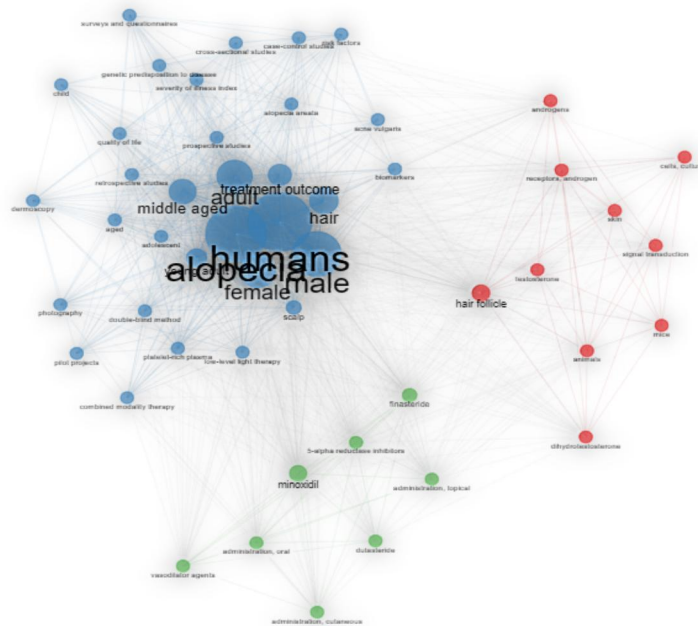 surveys and questionnaires
cross-sectional studies
case-control studies
risk factors
genetic predisposition to disease
severity of illness index
child
alopecia areata
acne vulgaris
quality of life
prospective studies
biomarkers
retrospective studies
treatment outcome
adult
middle aged
hair
dermoscopy
aged
adolescent
humans
young adult
alopecia
male
female
scalp
photography
double-blind method
pilot projects
platelet-rich plasma
low-level light therapy
combined modality therapy
androgens
cells, cultu
receptors, androgen
skin
signal transduction
testosterone
hair follicle
mice
animals
dihydrotestosterone
finasteride
5-alpha reductase inhibitors
minoxidil
administration, topical
administration, oral
dutasteride
vasodilator agents
administration, cutaneous